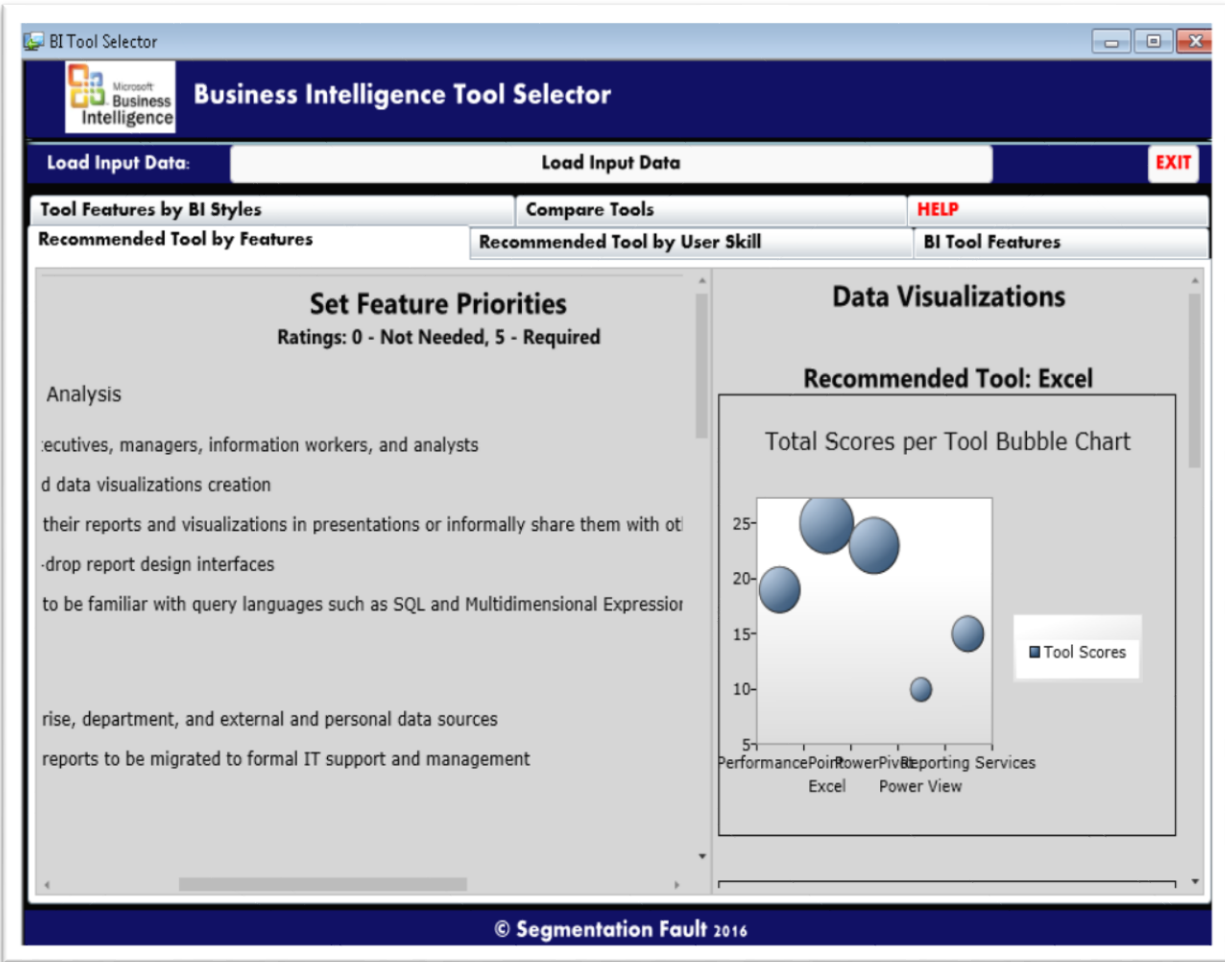 BI Tool Selector
Microsoft
Business
Intelligence
Business Intelligence Tool Selector
Load Input Data:
Load Input Data
EXIT
Tool Features by BI Styles
Compare Tools
HELP
Recommended Tool by Features
Recommended Tool by User Skill
BI Tool Features
Set Feature Priorities
Ratings: 0 - Not Needed, 5 - Required
Analysis
ecutives, managers, information workers, and analysts
d data visualizations creation
their reports and visualizations in presentations or informally share them with otl
-drop report design interfaces
to be familiar with query languages such as SQL and Multidimensional Expression
rise, department, and external and personal data sources
reports to be migrated to formal IT support and management
Data Visualizations
Recommended Tool: Excel
Total Scores per Tool Bubble Chart
25
20
15
10
5
PerformancePoint
PowerPivot
Reporting Services
Excel
Power View
Tool Scores
© Segmentation Fault 2016